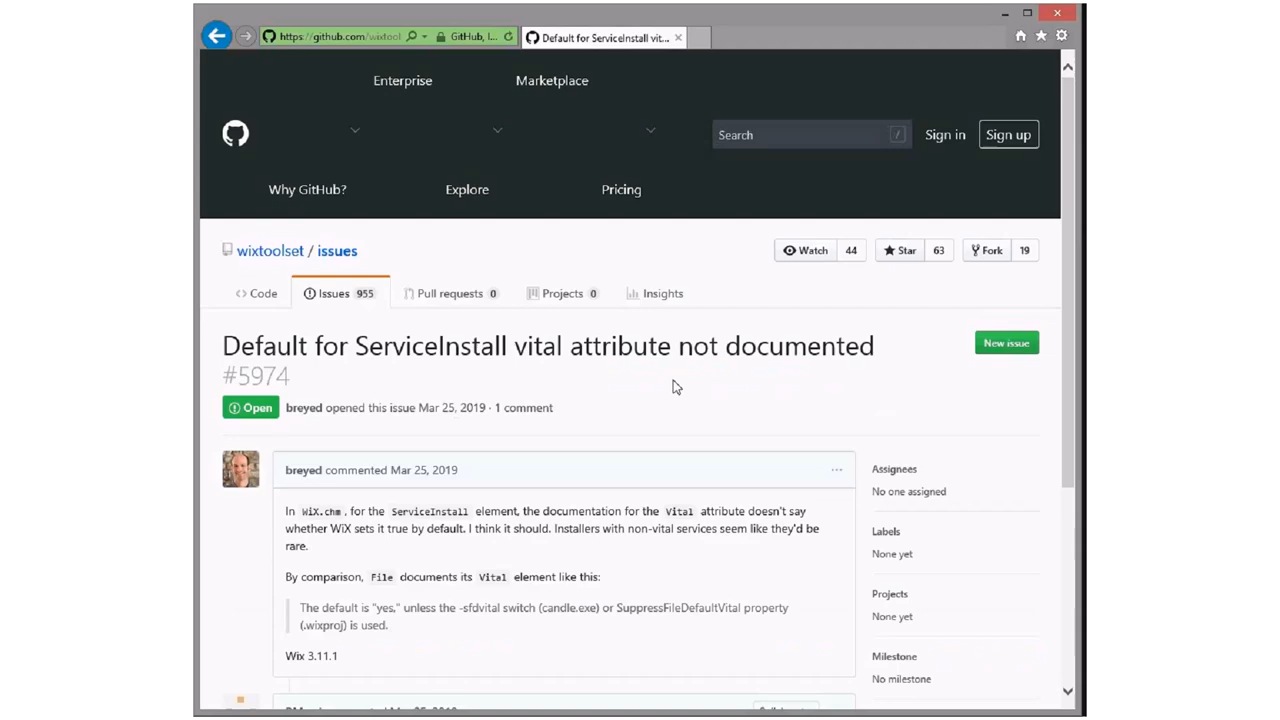 https://github.com/wixtool
GitHub, I...
Default for ServiceInstall vit...
Enterprise
Marketplace
Search
/
Sign in
Sign up
Why GitHub?
Explore
Pricing
wixtoolset / issues
Watch 44
Star 63
Fork 19
<> Code
Issues 955
Pull requests 0
Projects 0
Insights
Default for ServiceInstall vital attribute not documented
#5974
New issue
Open
breyed opened this issue Mar 25, 2019 · 1 comment
breyed commented Mar 25, 2019
...
In WiX.chm, for the ServiceInstall element, the documentation for the Vital attribute doesn't say
whether WiX sets it true by default. I think it should. Installers with non-vital services seem like they'd be
rare.
By comparison, File documents its Vital element like this:
The default is "yes," unless the -sfdvital switch (candle.exe) or SuppressFileDefaultVital property
(.wixproj) is used.
Wix 3.11.1
Assignees
No one assigned
Labels
None yet
Projects
None yet
Milestone
No milestone